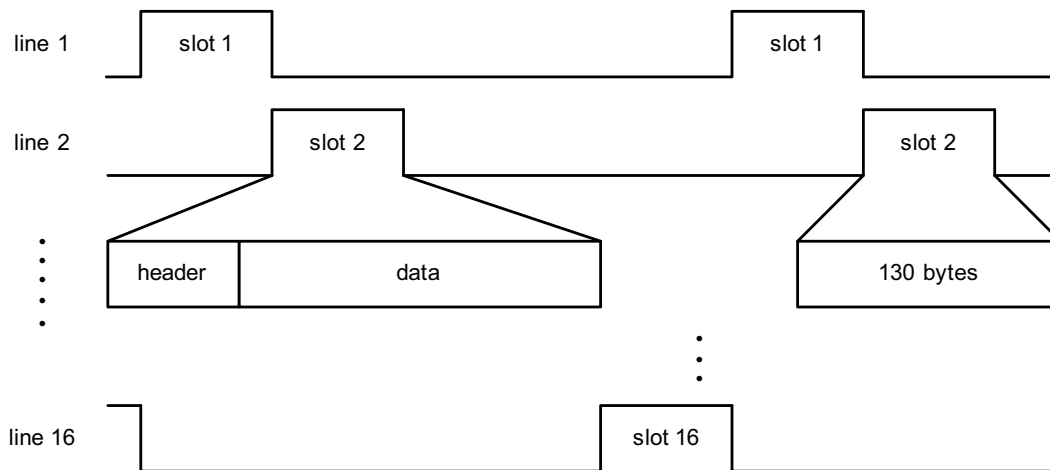 line 1
slot 1
slot 1
line 2
slot 2
slot 2
header
data
130 bytes
line 16
slot 16